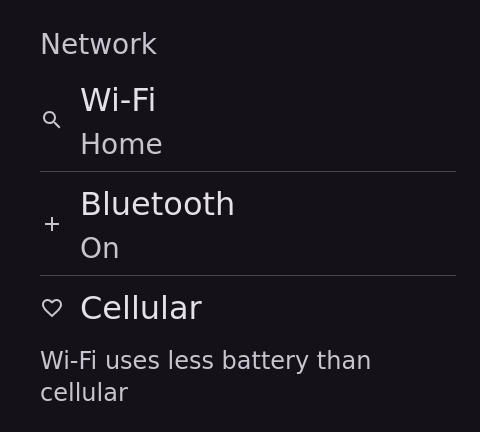 Network
Wi-Fi
Home
Bluetooth
On
Cellular
Wi-Fi uses less battery than
cellular